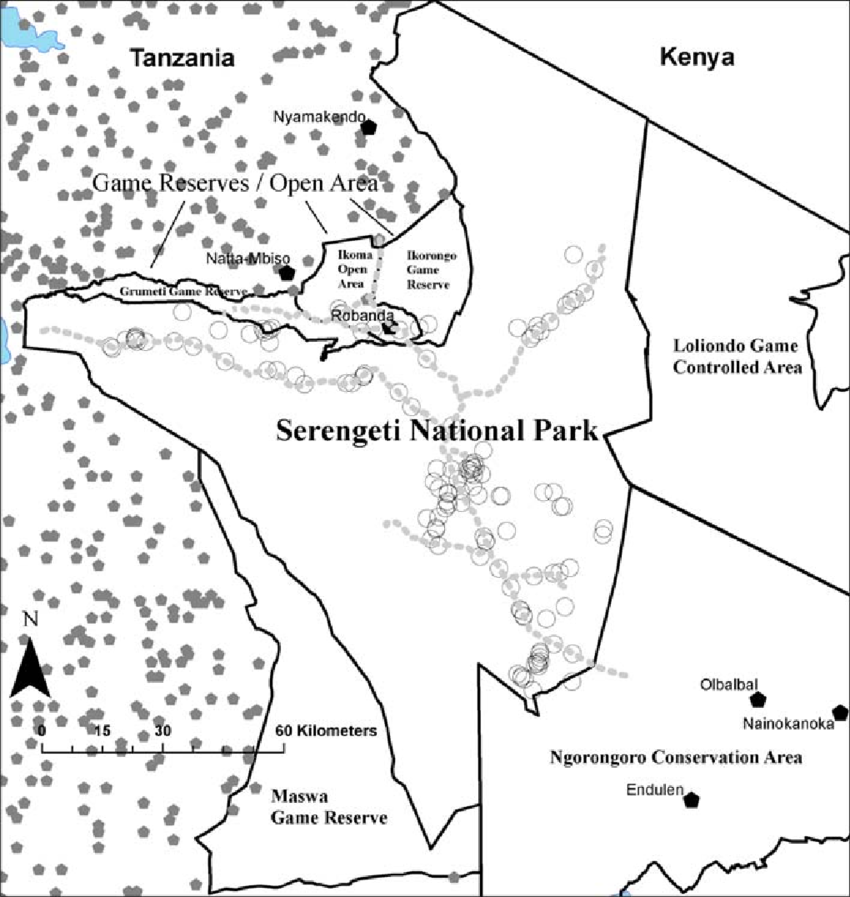 Tanzania
Kenya
Nyamakendo
Game Reserves / Open Area
Natta-Mbiso
Ikoma
Open
Area
Ikorongo
Game
Reserve
Grumeti Game Reserve
Robanda
Loliondo Game
Controlled Area
Serengeti National Park
N
0 15 30 60 Kilometers
Olbalbal
Nainokanoka
Ngorongoro Conservation Area
Endulen
Maswa
Game Reserve